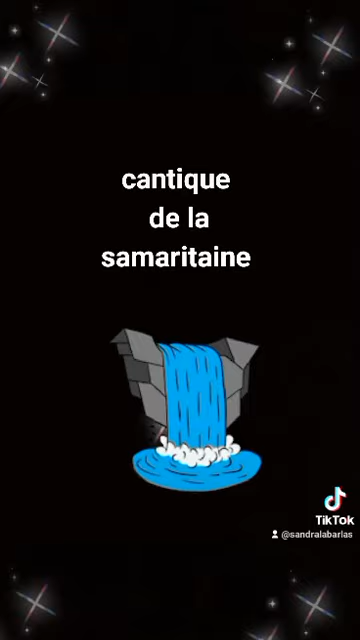 cantique
de la
samaritaine
TikTok
@sandralabarlas